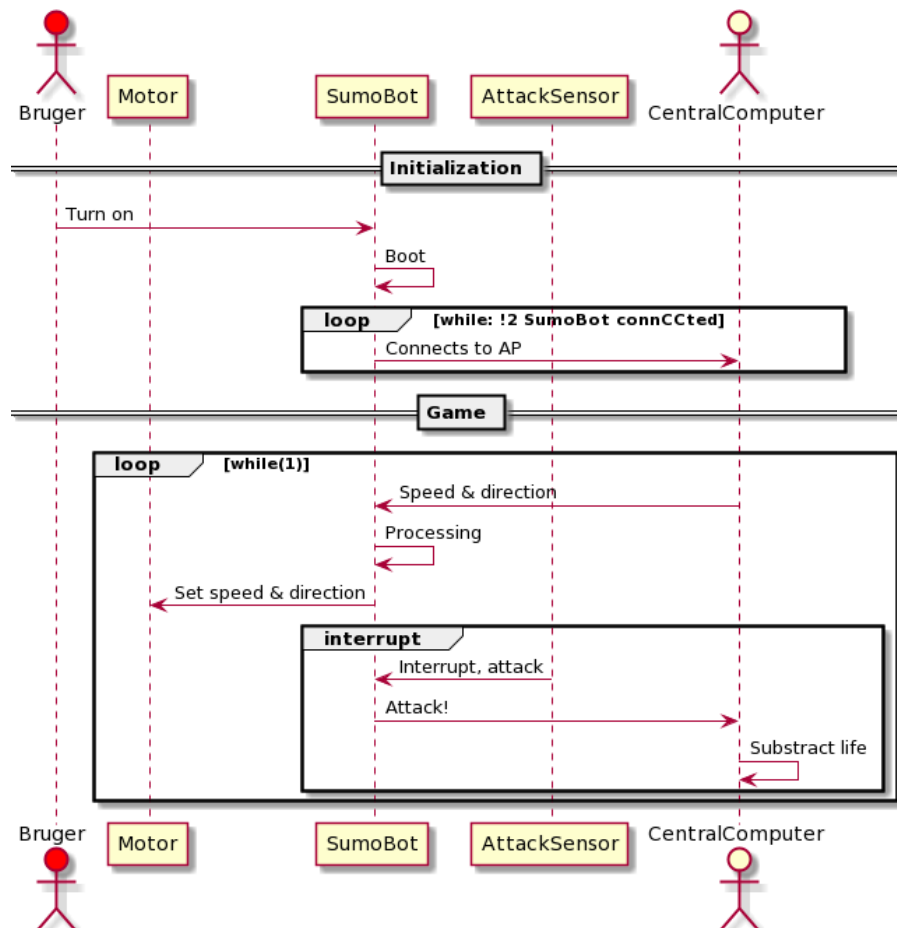 Bruger
Motor
SumoBot
AttackSensor
CentralComputer
Initialization
Turn on
Boot
loop [while: !2 SumoBot connCCted]
Connects to AP
Game
loop [while(1)]
Speed & direction
Processing
Set speed & direction
interrupt
Interrupt, attack
Attack!
Substract life
Bruger
Motor
SumoBot
AttackSensor
CentralComputer